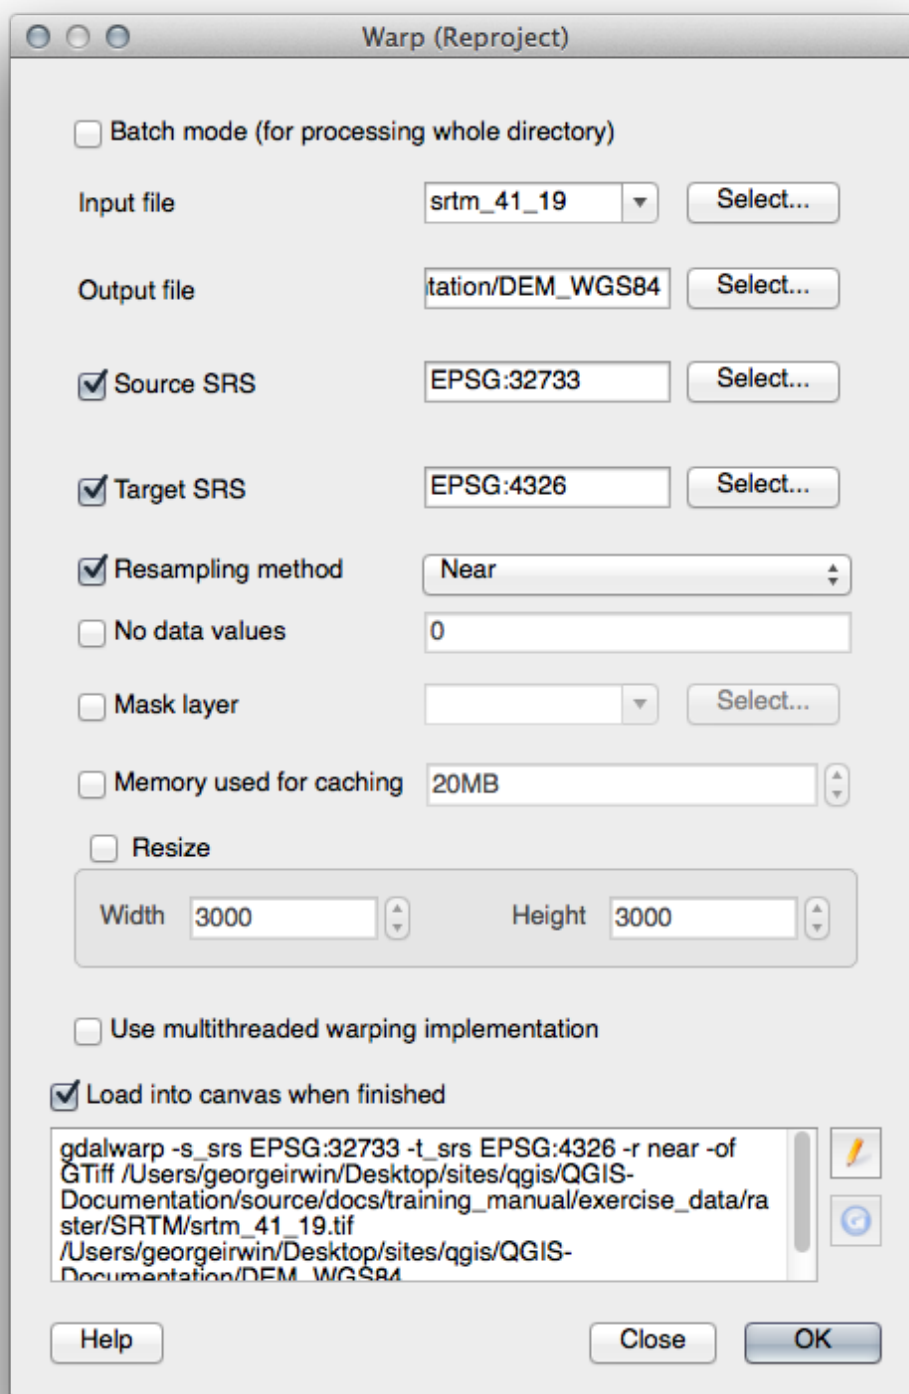 Warp (Reproject)
Batch mode (for processing whole directory)
Input file srtm_41_19 Select...
Output file tation/DEM_WGS84 Select...
Source SRS EPSG:32733 Select...
Target SRS EPSG:4326 Select...
Resampling method Near
No data values 0
Mask layer Select...
Memory used for caching 20MB
Resize
Width 3000 Height 3000
Use multithreaded warping implementation
Load into canvas when finished
gdalwarp -s_srs EPSG:32733 -t_srs EPSG:4326 -r near -of
GTiff /Users/georgeirwin/Desktop/sites/qgis/QGIS-
Documentation/source/docs/training_manual/exercise_data/ra
ster/SRTM/srtm_41_19.tif
/Users/georgeirwin/Desktop/sites/qgis/QGIS-
Documentation/DEM_WGS84
Help Close OK